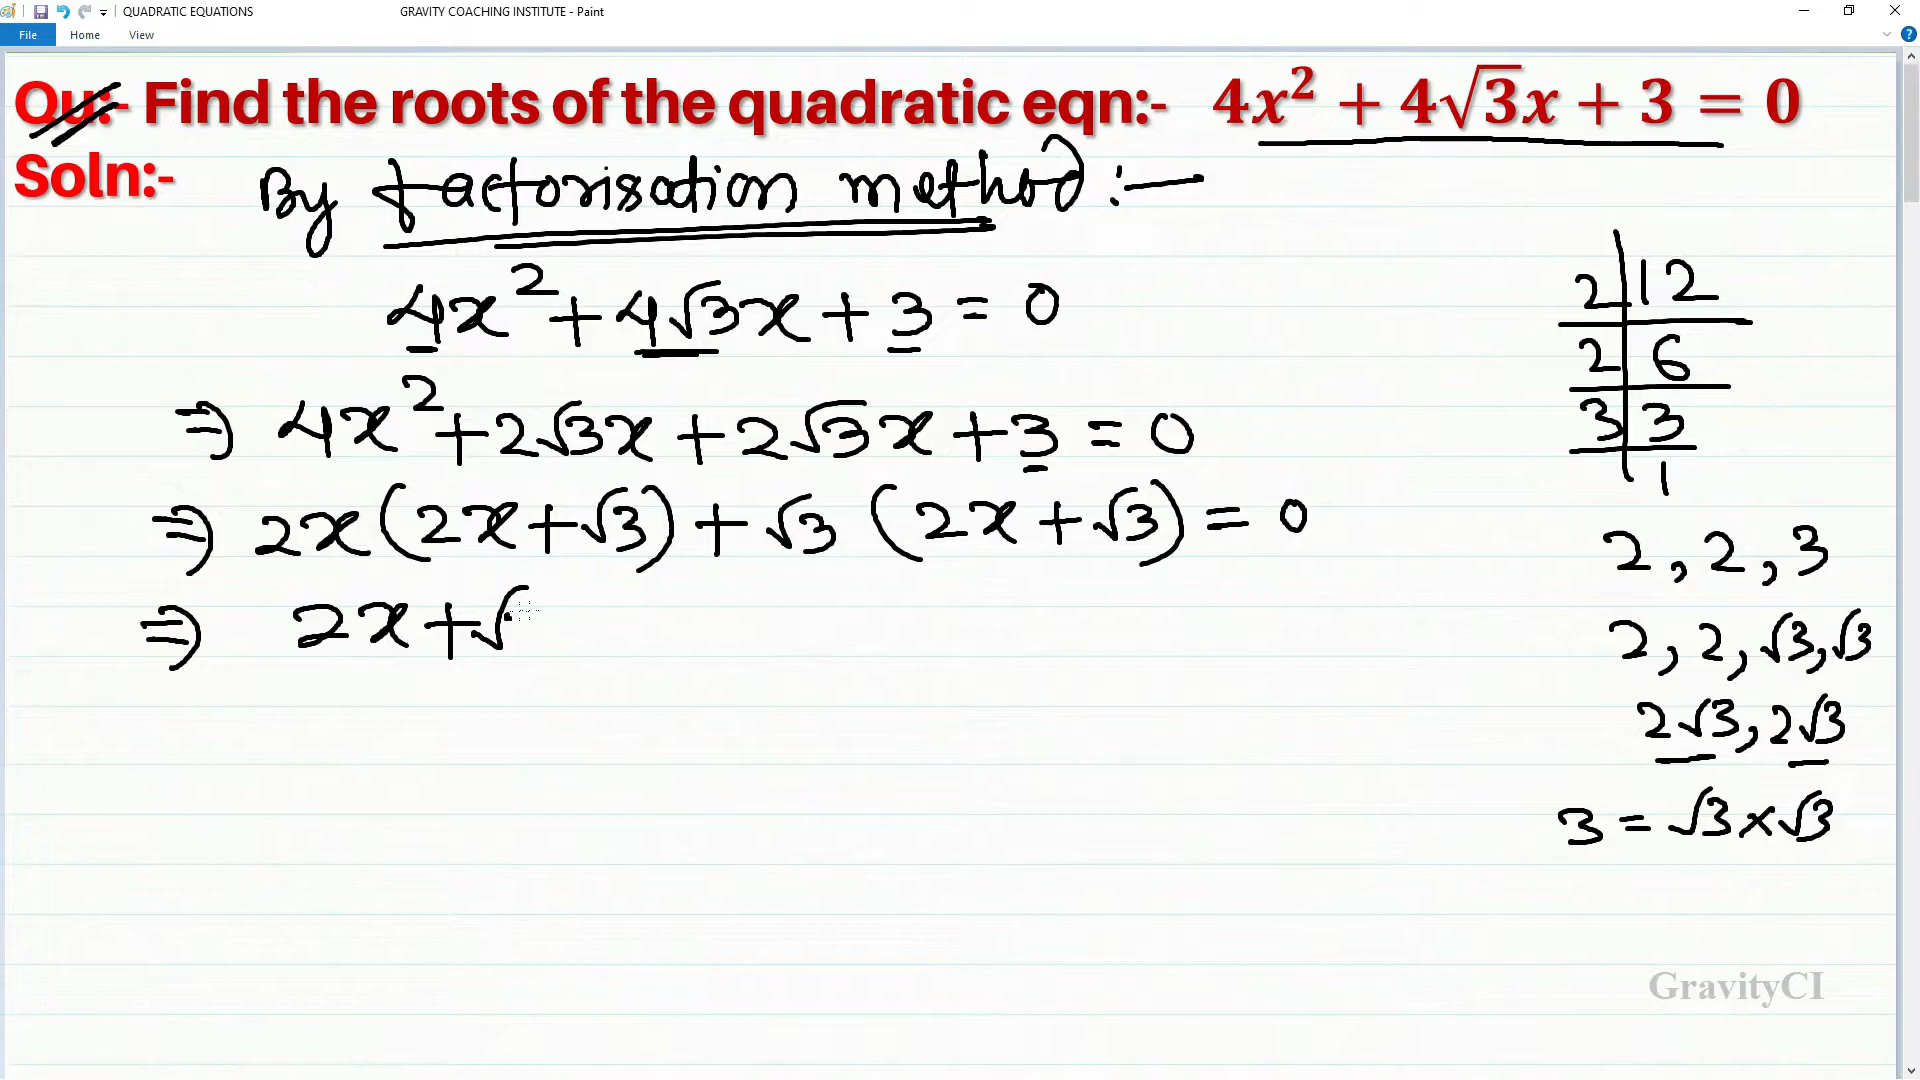 QUADRATIC EQUATIONS GRAVITY COACHING INSTITUTE - Paint
File Home View
Qu:- Find the roots of the quadratic eqn:- 4x² + 4√3x + 3 = 0
Soln:- By factorisation method :—
4x² + 4√3x + 3 = 0
⇒ 4x² + 2√3x + 2√3x + 3 = 0
⇒ 2x(2x + √3) + √3 (2x + √3) = 0
⇒ 2x + √
2 | 12
2 | 6
3 | 3
1
2, 2, 3
2, 2, √3, √3
2√3, 2√3
3 = √3 × √3
GravityCI